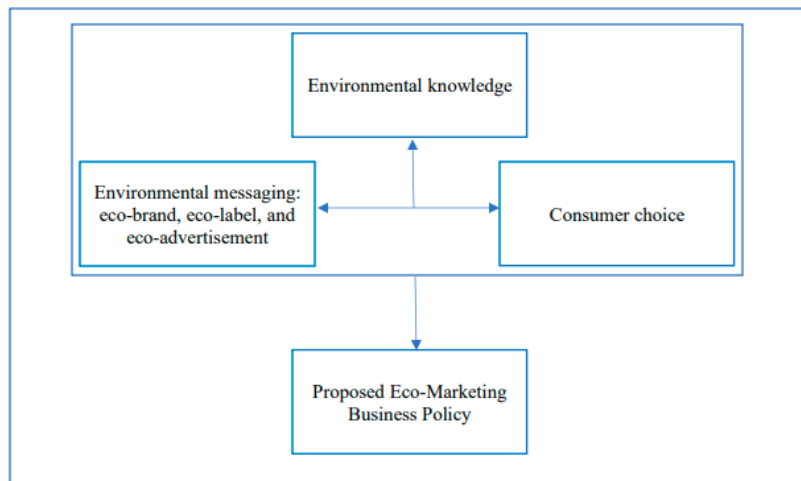 Environmental knowledge
Environmental messaging:
eco-brand, eco-label, and
eco-advertisement
Consumer choice
Proposed Eco-Marketing
Business Policy